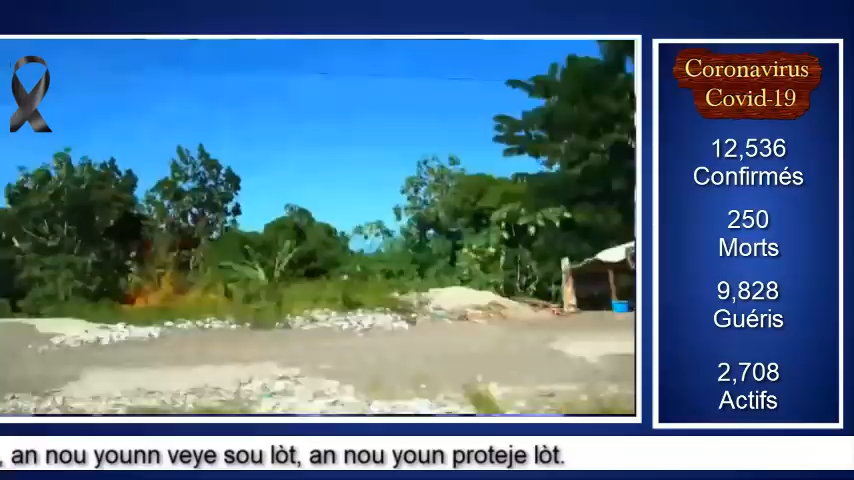 Coronavirus
Covid-19
12,536
Confirmés
250
Morts
9,828
Guéris
2,708
Actifs
, an nou younn veye sou lòt, an nou youn proteje lòt.